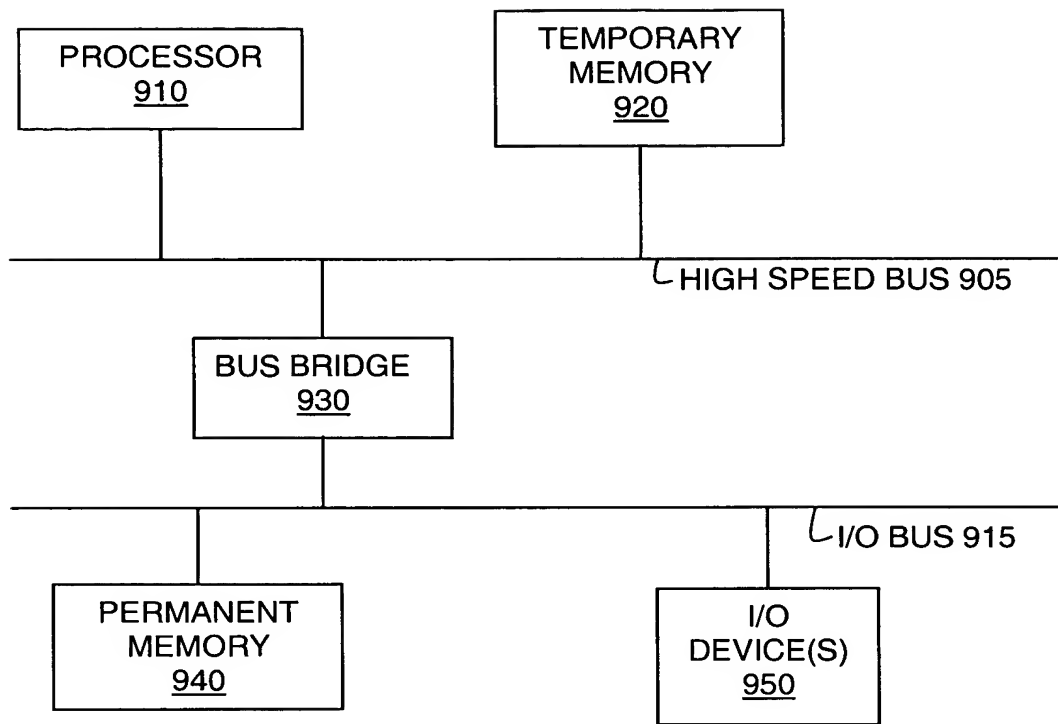 PROCESSOR
910
TEMPORARY
MEMORY
920
HIGH SPEED BUS 905
BUS BRIDGE
930
I/O BUS 915
PERMANENT
MEMORY
940
I/O
DEVICE(S)
950